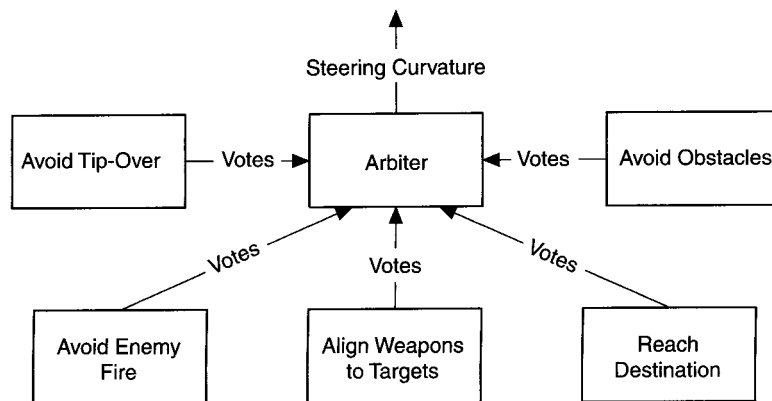 Steering Curvature
Avoid Tip-Over
Votes
Arbiter
Votes
Avoid Obstacles
Votes
Votes
Votes
Avoid Enemy
Fire
Align Weapons
to Targets
Reach
Destination